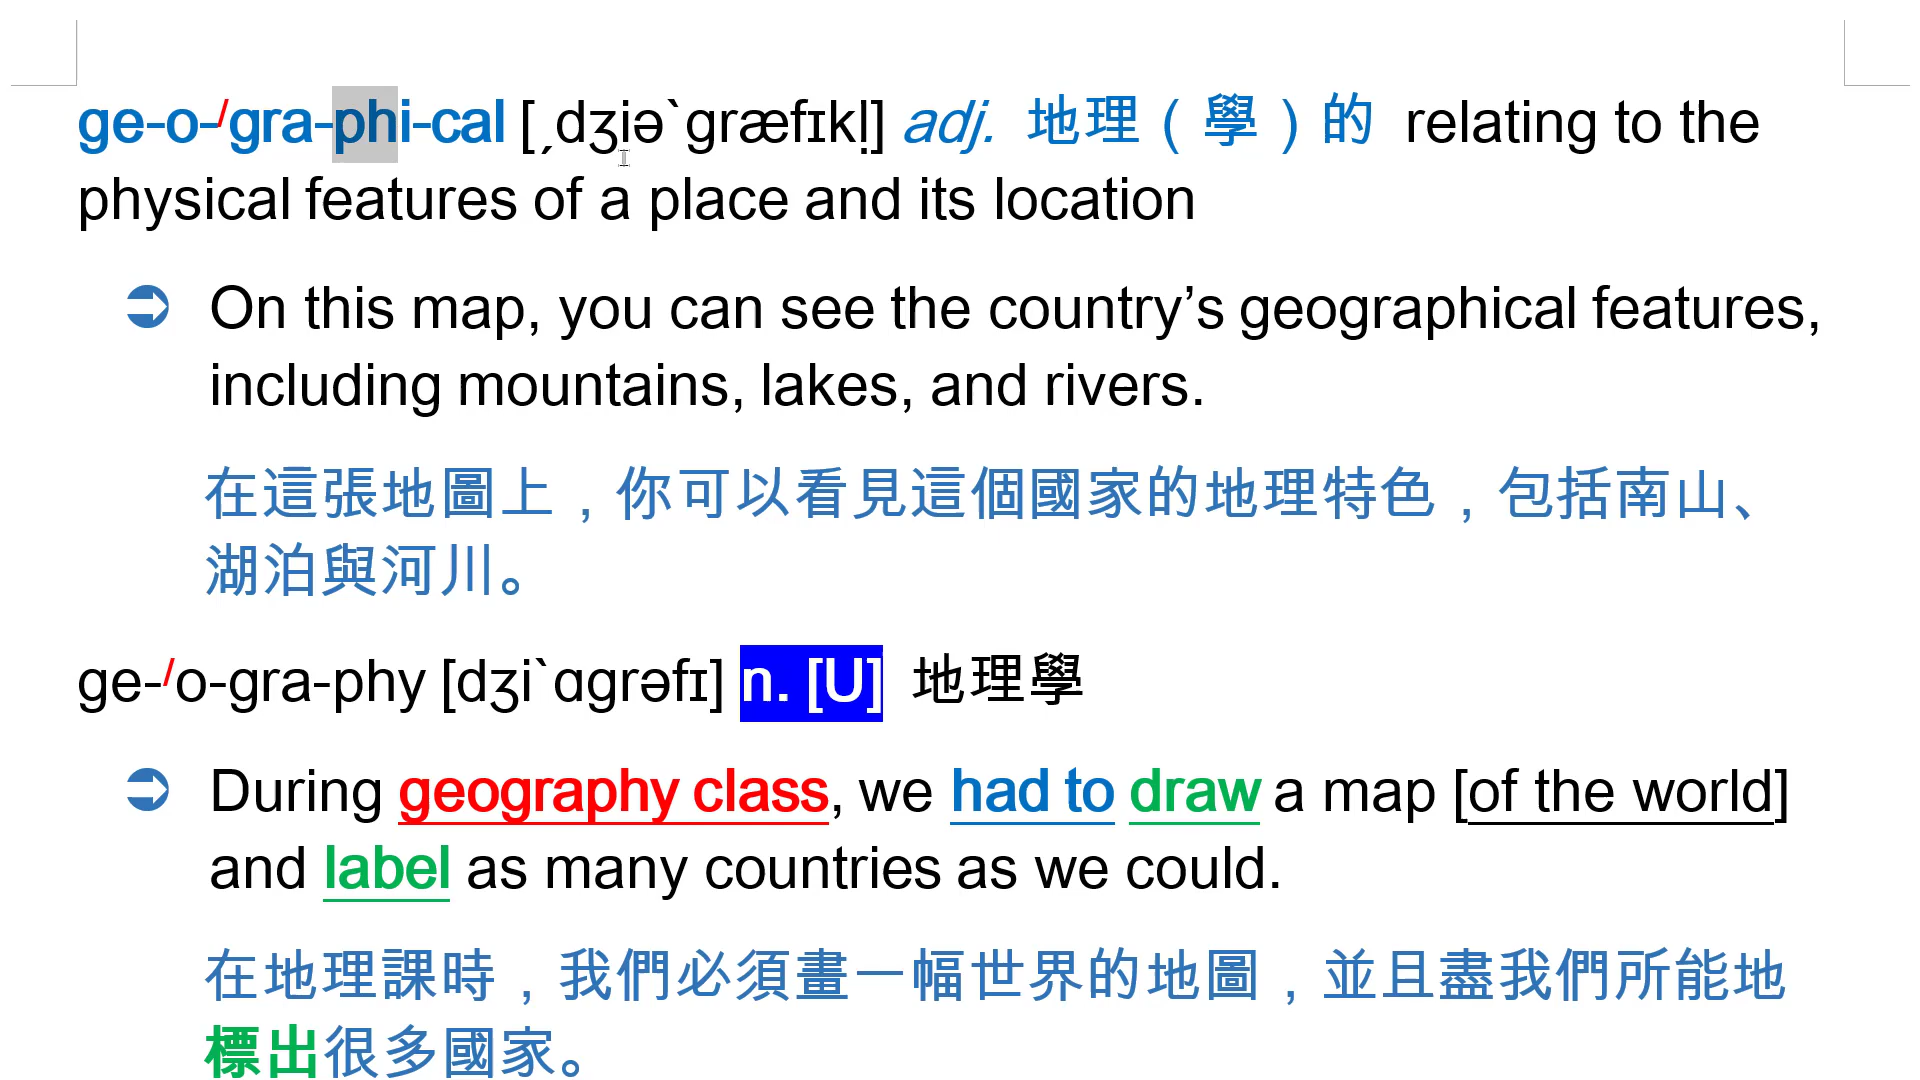 ge-o-/gra-phi-cal [ˏdʒiəˋgræfɪkl̩] adj. 地理（學）的 relating to the
physical features of a place and its location
➲ On this map, you can see the country’s geographical features,
including mountains, lakes, and rivers.
在這張地圖上，你可以看見這個國家的地理特色，包括南山、
湖泊與河川。
ge-/o-gra-phy [dʒiˋɑgrəfɪ] n. [U] 地理學
➲ During geography class, we had to draw a map [of the world]
and label as many countries as we could.
在地理課時，我們必須畫一幅世界的地圖，並且盡我們所能地
標出很多國家。